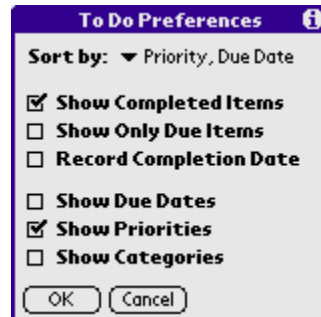 To Do Preferences
Sort by: Priority, Due Date
Show Completed Items
Show Only Due Items
Record Completion Date
Show Due Dates
Show Priorities
Show Categories
OK Cancel